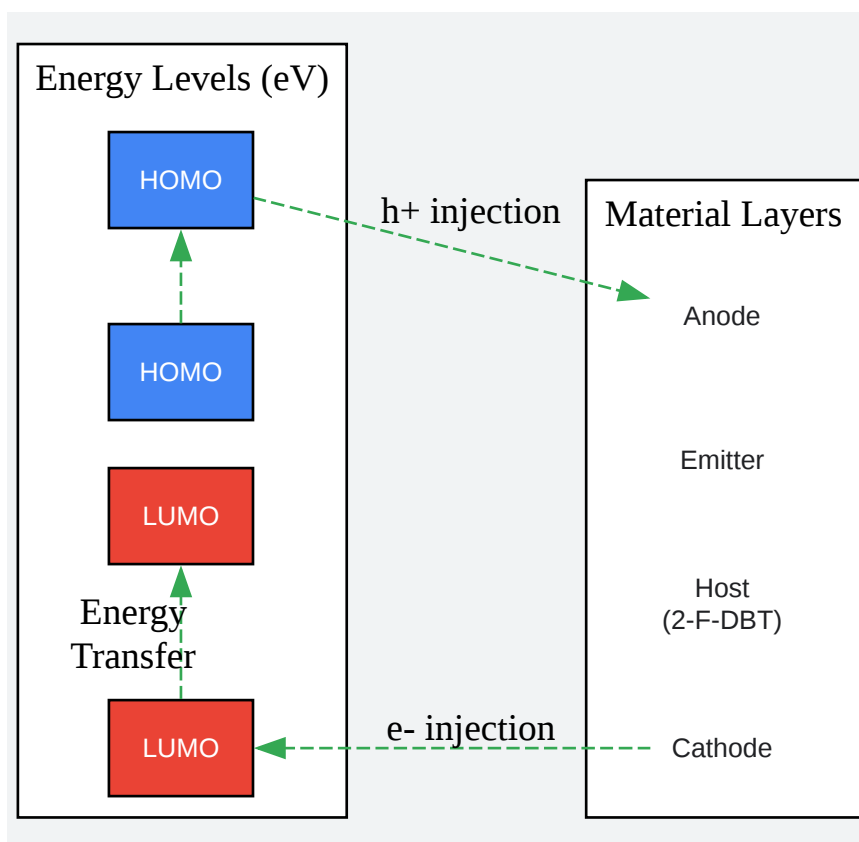 Energy Levels (eV)
HOMO
h+ injection
Material Layers
Anode
HOMO
Emitter
LUMO
Energy
Transfer
Host
(2-F-DBT)
LUMO
e- injection
Cathode